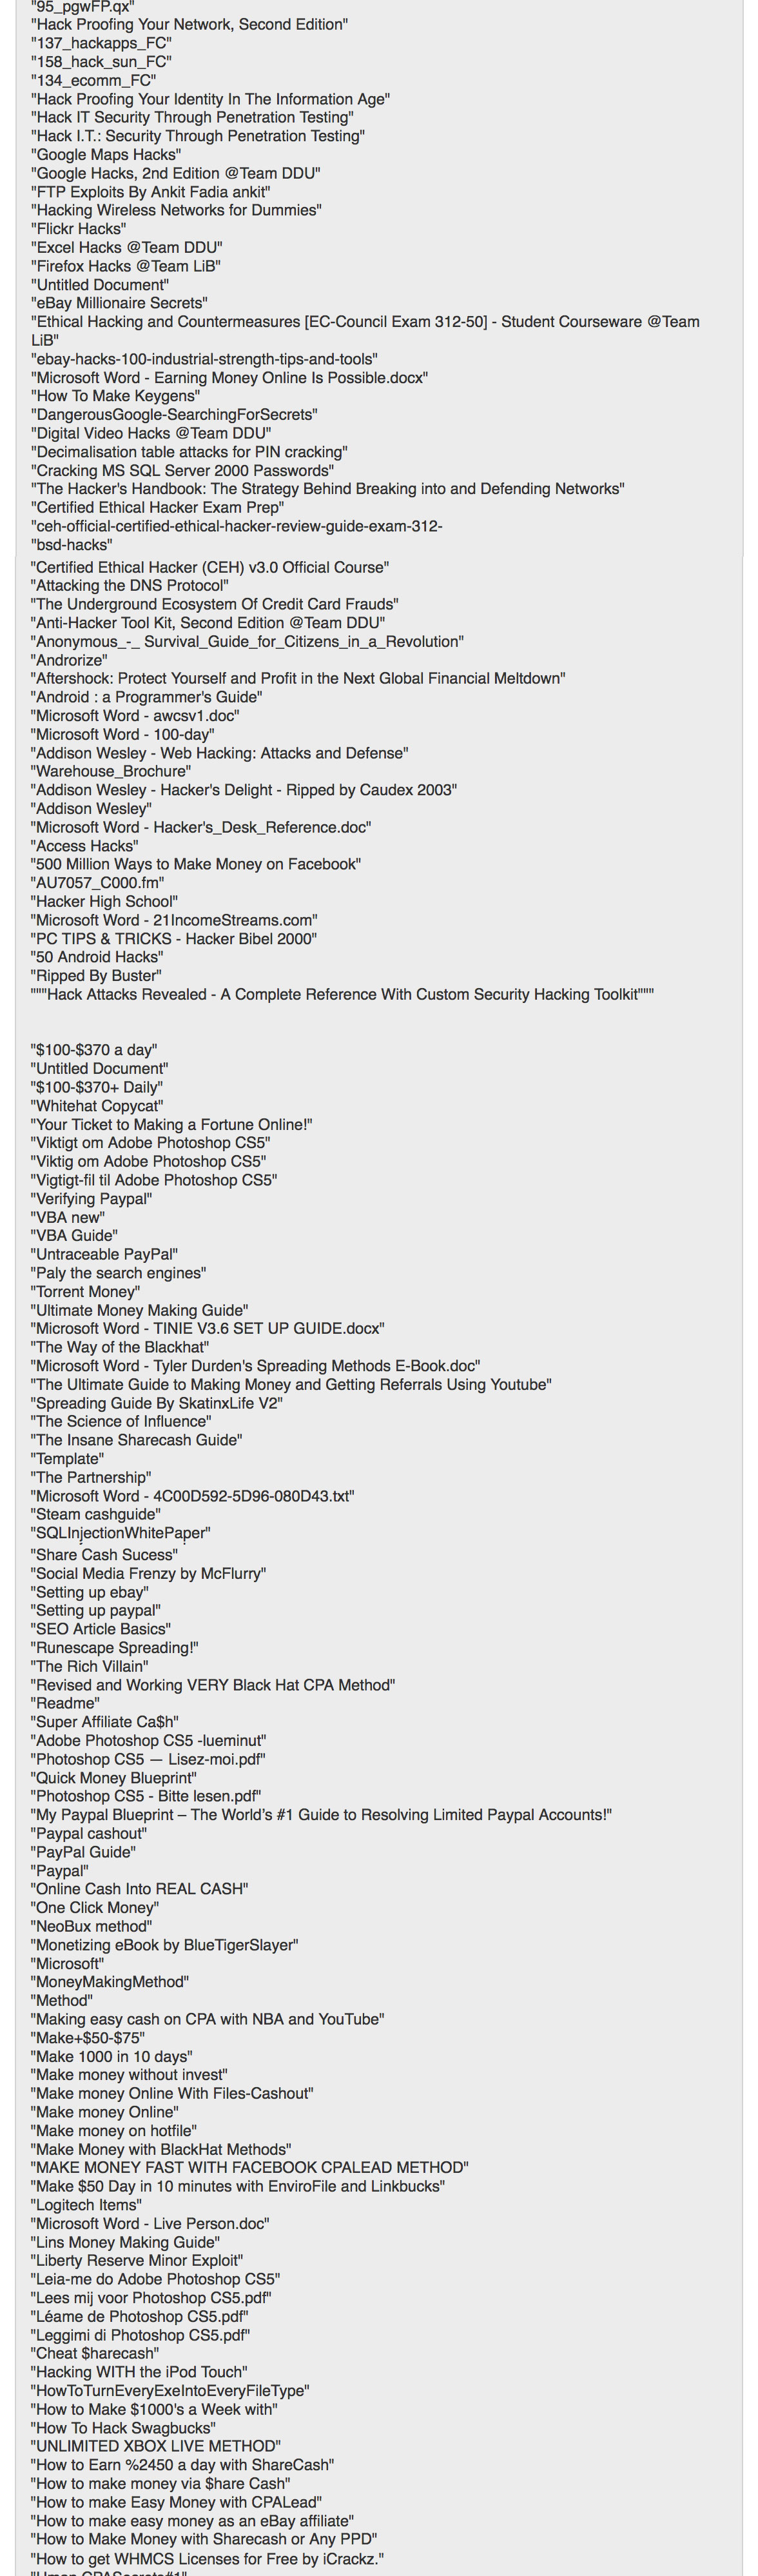 "95_pgwFP.qx"
"Hack Proofing Your Network, Second Edition"
"137_hackapps_FC"
"158_hack_sun_FC"
"134_ecomm_FC"
"Hack Proofing Your Identity In The Information Age"
"Hack IT Security Through Penetration Testing"
"Hack I.T.: Security Through Penetration Testing"
"Google Maps Hacks"
"Google Hacks, 2nd Edition @Team DDU"
"FTP Exploits By Ankit Fadia ankit"
"Hacking Wireless Networks for Dummies"
"Flickr Hacks"
"Excel Hacks @Team DDU"
"Firefox Hacks @Team LiB"
"Untitled Document"
"eBay Millionaire Secrets"
"Ethical Hacking and Countermeasures [EC-Council Exam 312-50] - Student Courseware @Team
LiB"
"ebay-hacks-100-industrial-strength-tips-and-tools"
"Microsoft Word - Earning Money Online Is Possible.docx"
"How To Make Keygens"
"DangerousGoogle-SearchingForSecrets"
"Digital Video Hacks @Team DDU"
"Decimalisation table attacks for PIN cracking"
"Cracking MS SQL Server 2000 Passwords"
"The Hacker's Handbook: The Strategy Behind Breaking into and Defending Networks"
"Certified Ethical Hacker Exam Prep"
"ceh-official-certified-ethical-hacker-review-guide-exam-312-
"bsd-hacks"
"Certified Ethical Hacker (CEH) v3.0 Official Course"
"Attacking the DNS Protocol"
"The Underground Ecosystem Of Credit Card Frauds"
"Anti-Hacker Tool Kit, Second Edition @Team DDU"
"Anonymous_-_ Survival_Guide_for_Citizens_in_a_Revolution"
"Androrize"
"Aftershock: Protect Yourself and Profit in the Next Global Financial Meltdown"
"Android : a Programmer's Guide"
"Microsoft Word - awcsv1.doc"
"Microsoft Word - 100-day"
"Addison Wesley - Web Hacking: Attacks and Defense"
"Warehouse_Brochure"
"Addison Wesley - Hacker's Delight - Ripped by Caudex 2003"
"Addison Wesley"
"Microsoft Word - Hacker's_Desk_Reference.doc"
"Access Hacks"
"500 Million Ways to Make Money on Facebook"
"AU7057_C000.fm"
"Hacker High School"
"Microsoft Word - 21IncomeStreams.com"
"PC TIPS & TRICKS - Hacker Bibel 2000"
"50 Android Hacks"
"Ripped By Buster"
"""Hack Attacks Revealed - A Complete Reference With Custom Security Hacking Toolkit"""
"$100-$370 a day"
"Untitled Document"
"$100-$370+ Daily"
"Whitehat Copycat"
"Your Ticket to Making a Fortune Online!"
"Viktigt om Adobe Photoshop CS5"
"Viktig om Adobe Photoshop CS5"
"Vigtigt-fil til Adobe Photoshop CS5"
"Verifying Paypal"
"VBA new"
"VBA Guide"
"Untraceable PayPal"
"Paly the search engines"
"Torrent Money"
"Ultimate Money Making Guide"
"Microsoft Word - TINIE V3.6 SET UP GUIDE.docx"
"The Way of the Blackhat"
"Microsoft Word - Tyler Durden's Spreading Methods E-Book.doc"
"The Ultimate Guide to Making Money and Getting Referrals Using Youtube"
"Spreading Guide By SkatinxLife V2"
"The Science of Influence"
"The Insane Sharecash Guide"
"Template"
"The Partnership"
"Microsoft Word - 4C00D592-5D96-080D43.txt"
"Steam cashguide"
"SQLInjectionWhitePaper"
"Share Cash Sucess"
"Social Media Frenzy by McFlurry"
"Setting up ebay"
"Setting up paypal"
"SEO Article Basics"
"Runescape Spreading!"
"The Rich Villain"
"Revised and Working VERY Black Hat CPA Method"
"Readme"
"Super Affiliate Ca$h"
"Adobe Photoshop CS5 -lueminut"
"Photoshop CS5 — Lisez-moi.pdf"
"Quick Money Blueprint"
"Photoshop CS5 - Bitte lesen.pdf"
"My Paypal Blueprint – The World’s #1 Guide to Resolving Limited Paypal Accounts!"
"Paypal cashout"
"PayPal Guide"
"Paypal"
"Online Cash Into REAL CASH"
"One Click Money"
"NeoBux method"
"Monetizing eBook by BlueTigerSlayer"
"Microsoft"
"MoneyMakingMethod"
"Method"
"Making easy cash on CPA with NBA and YouTube"
"Make+$50-$75"
"Make 1000 in 10 days"
"Make money without invest"
"Make money Online With Files-Cashout"
"Make money Online"
"Make money on hotfile"
"Make Money with BlackHat Methods"
"MAKE MONEY FAST WITH FACEBOOK CPALEAD METHOD"
"Make $50 Day in 10 minutes with EnviroFile and Linkbucks"
"Logitech Items"
"Microsoft Word - Live Person.doc"
"Lins Money Making Guide"
"Liberty Reserve Minor Exploit"
"Leia-me do Adobe Photoshop CS5"
"Lees mij voor Photoshop CS5.pdf"
"Léame de Photoshop CS5.pdf"
"Leggimi di Photoshop CS5.pdf"
"Cheat $harecash"
"Hacking WITH the iPod Touch"
"HowToTurnEveryExeIntoEveryFileType"
"How to Make $1000's a Week with"
"How To Hack Swagbucks"
"UNLIMITED XBOX LIVE METHOD"
"How to Earn %2450 a day with ShareCash"
"How to make money via $hare Cash"
"How to make Easy Money with CPALead"
"How to make easy money as an eBay affiliate"
"How to Make Money with Sharecash or Any PPD"
"How to get WHMCS Licenses for Free by iCrackz."